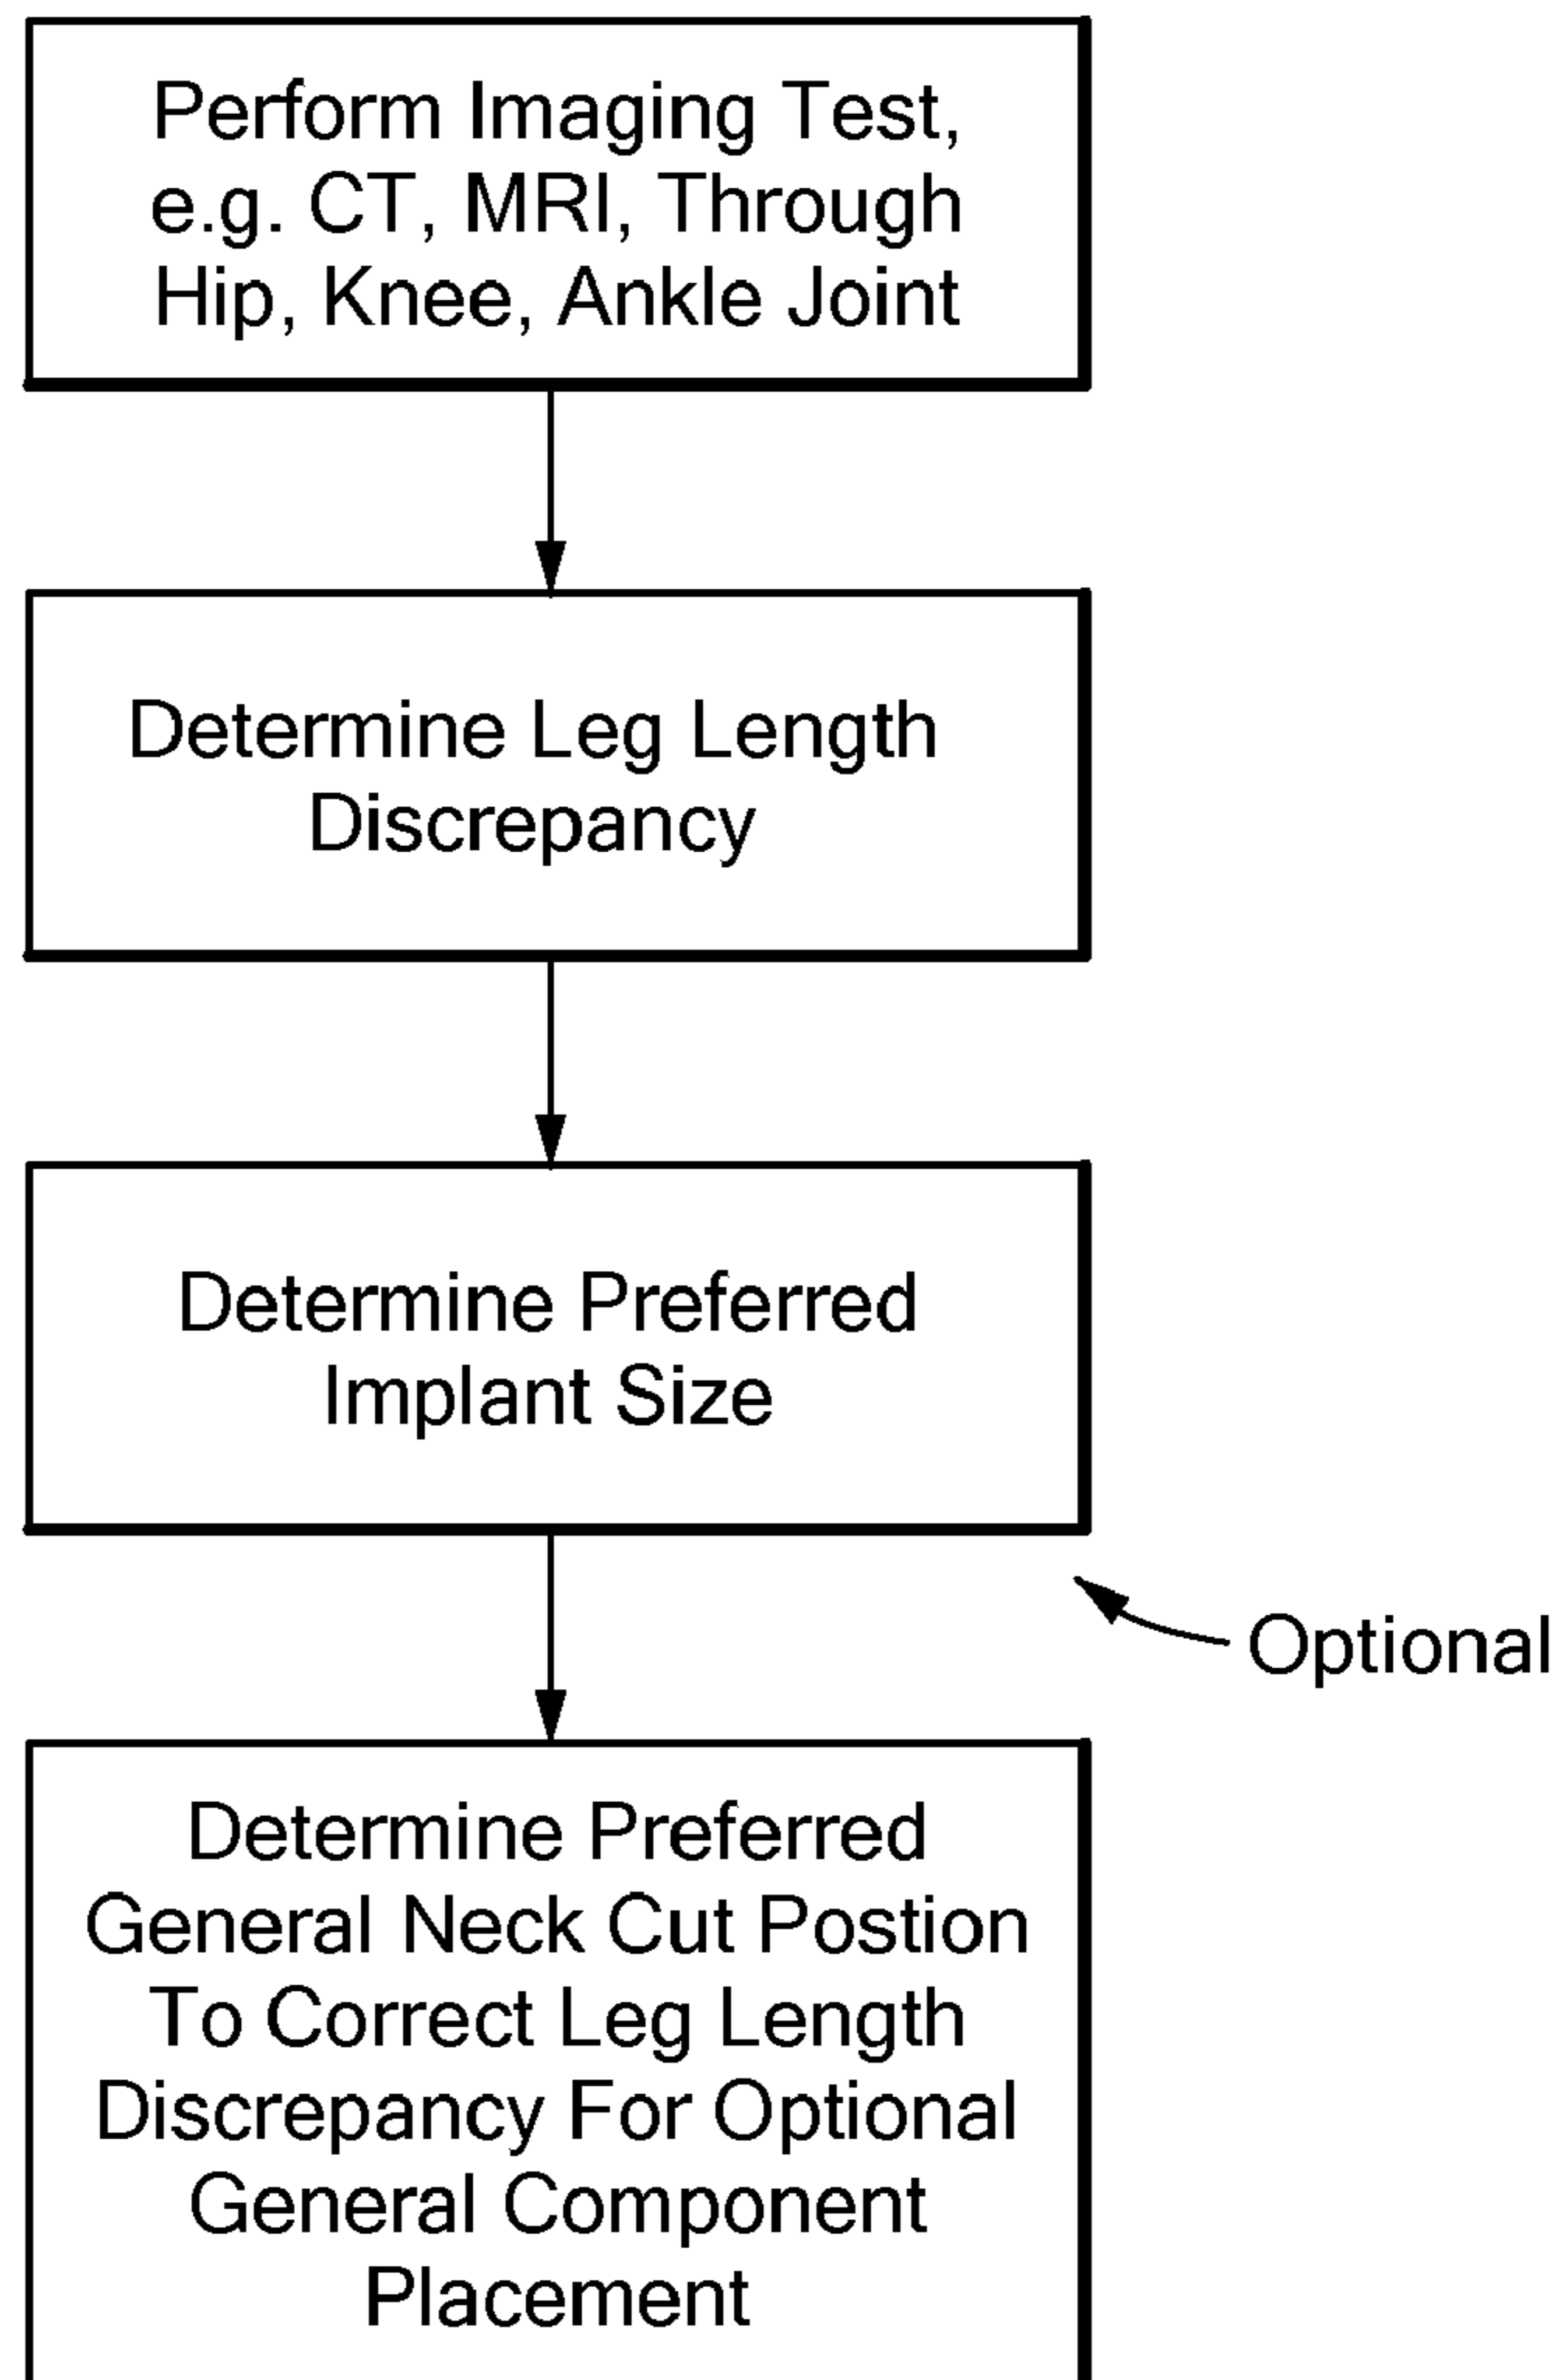 Perform Imaging Test,
e.g. CT, MRI, Through
Hip, Knee, Ankle Joint
Determine Leg Length
Discrepancy
Determine Preferred
Implant Size
Optional
Determine Preferred
General Neck Cut Postion
To Correct Leg Length
Discrepancy For Optional
General Component
Placement